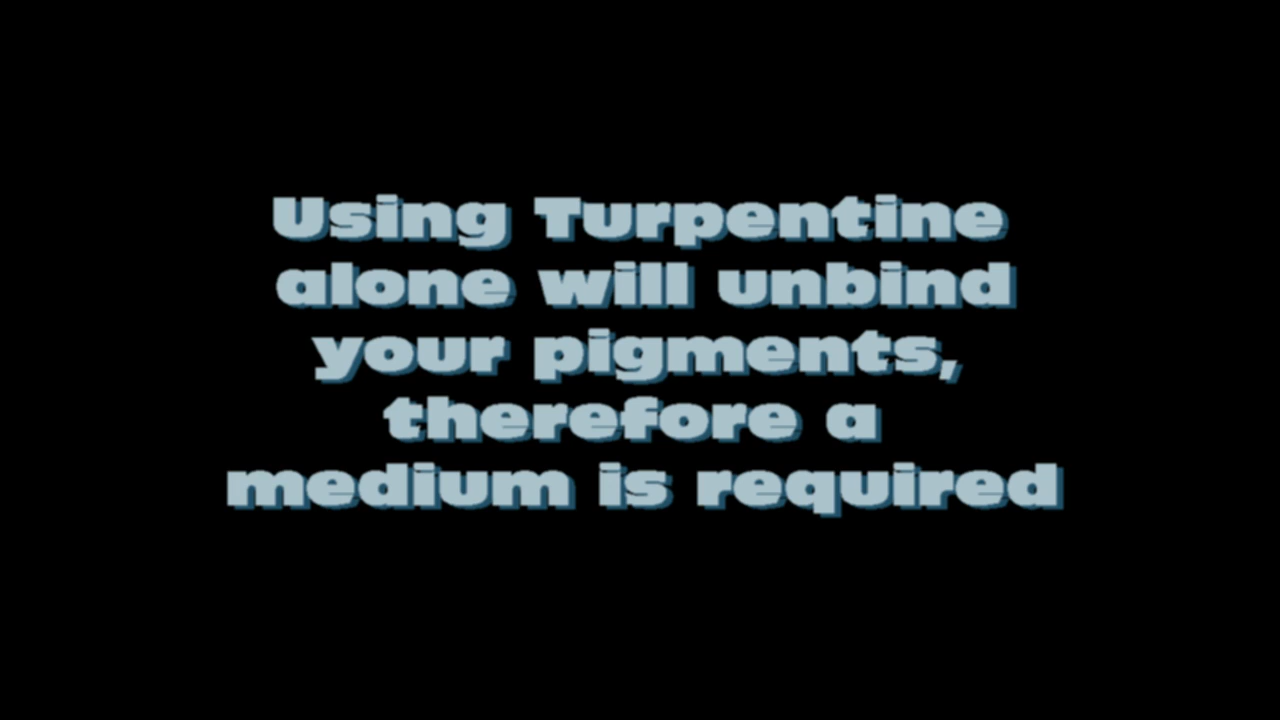 Using Turpentine
alone will unbind
your pigments,
therefore a
medium is required